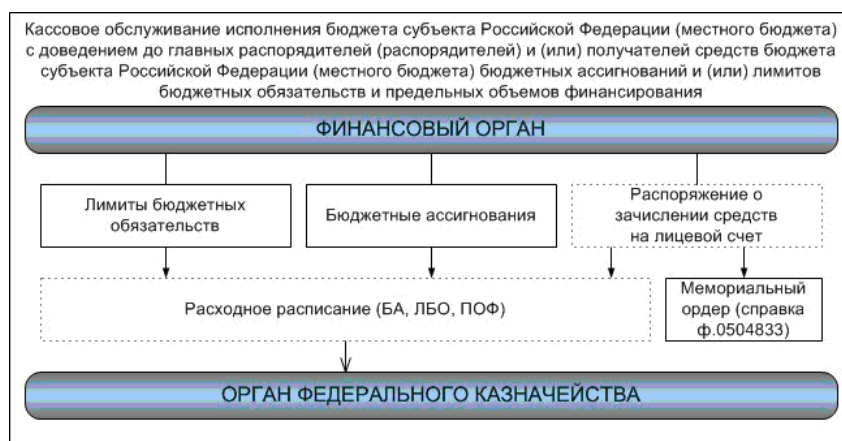 Кассовое обслуживание исполнения бюджета субъекта Российской Федерации (местного бюджета)
с доведением до главных распорядителей (распорядителей) и (или) получателей средств бюджета
субъекта Российской Федерации (местного бюджета) бюджетных ассигнований и (или) лимитов
бюджетных обязательств и предельных объемов финансирования
ФИНАНСОВЫЙ ОРГАН
Лимиты бюджетных
обязательств
Бюджетные ассигнования
Распоряжение о
зачислении средств
на лицевой счет
Расходное расписание (БА, ЛБО, ПОФ)
Мемориальный
ордер (справка
ф.0504833)
ОРГАН ФЕДЕРАЛЬНОГО КАЗНАЧЕЙСТВА